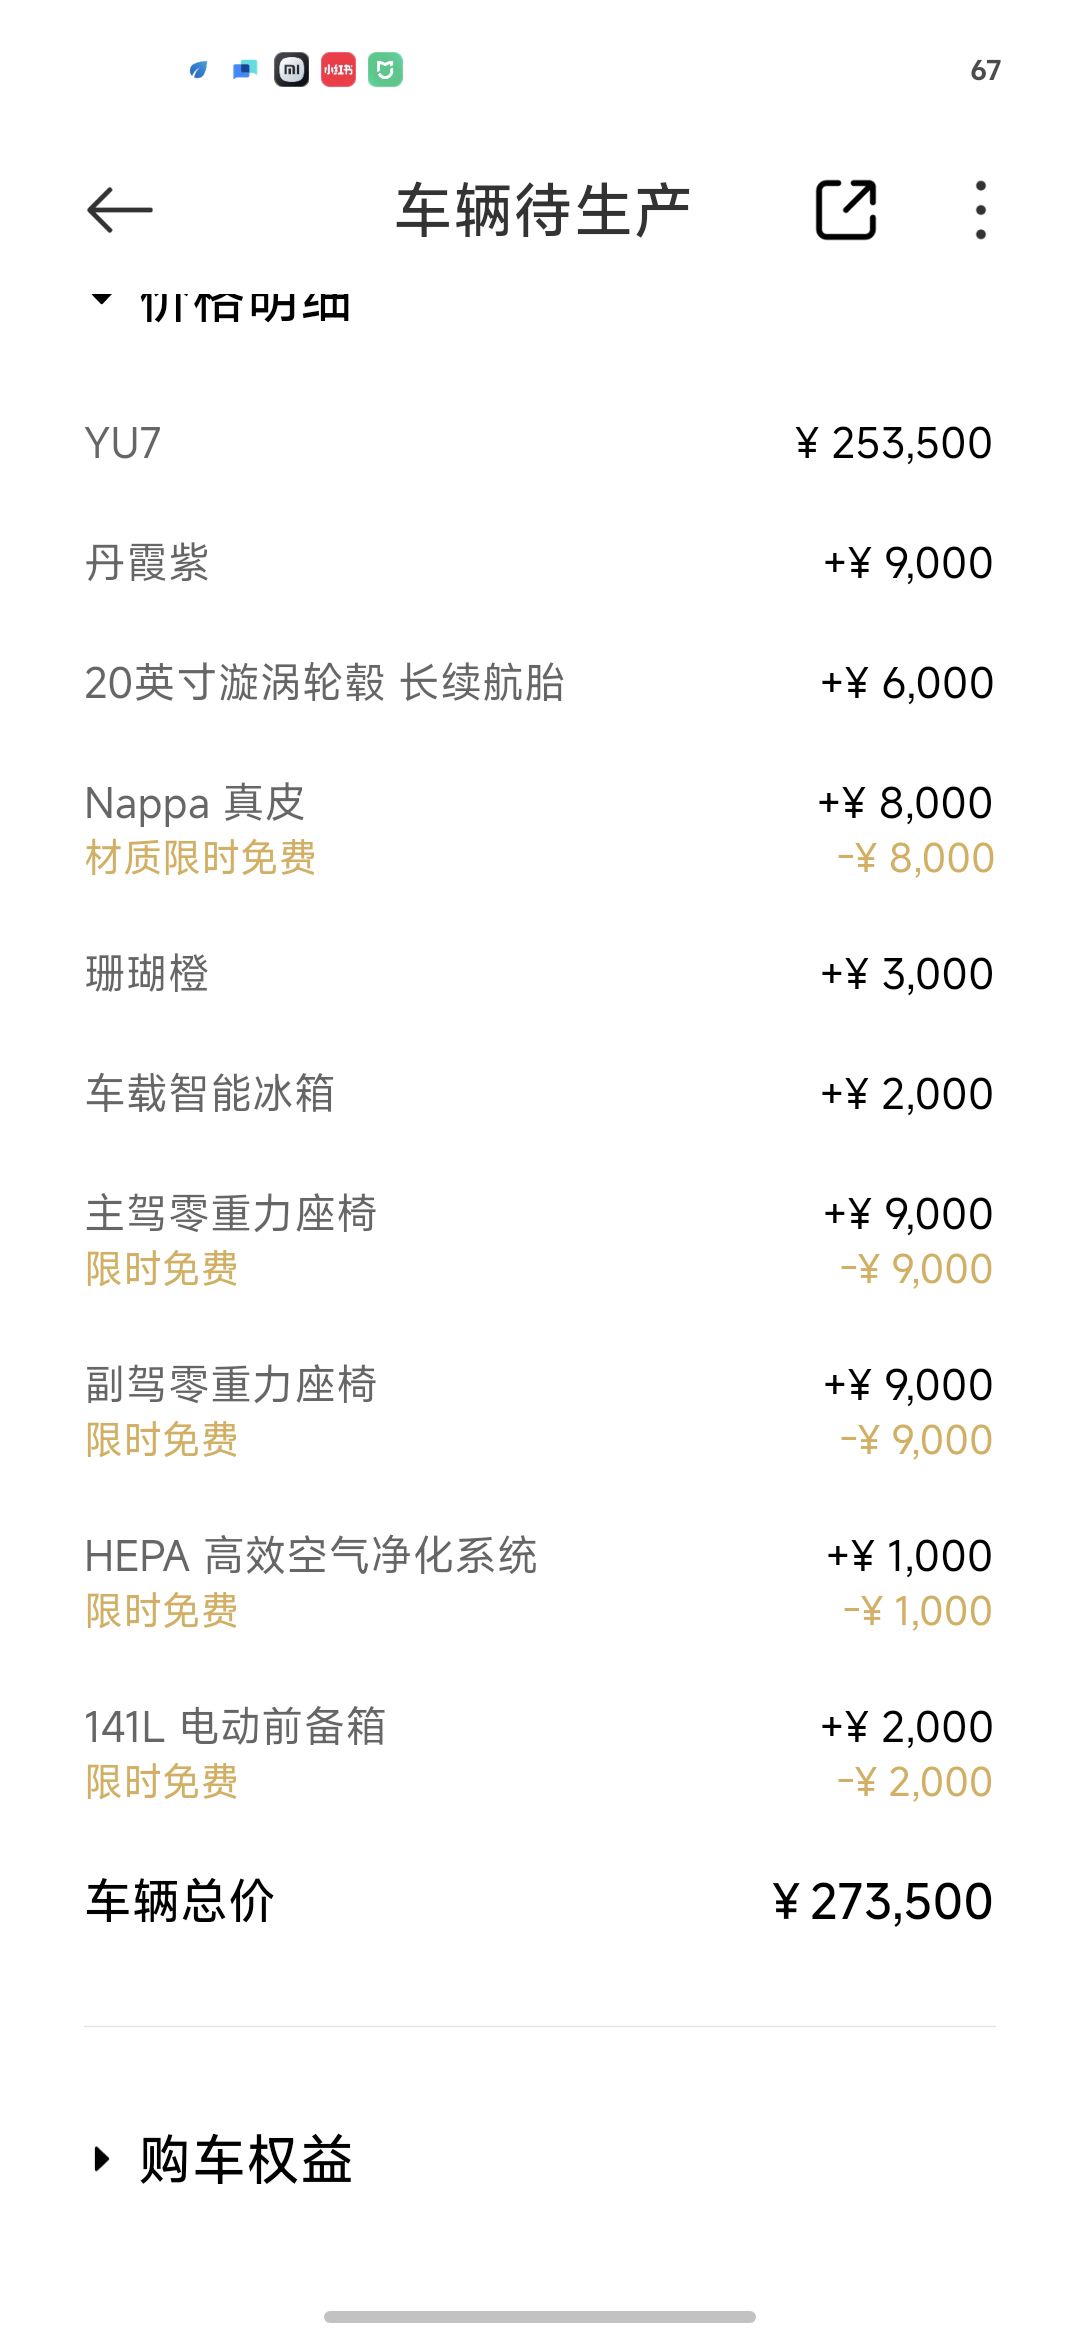 小红书
67
车辆待生产
价格明细
YU7 ¥ 253,500
丹霞紫 +¥ 9,000
20英寸漩涡轮毂 长续航胎 +¥ 6,000
Nappa 真皮 +¥ 8,000
材质限时免费 -¥ 8,000
珊瑚橙 +¥ 3,000
车载智能冰箱 +¥ 2,000
主驾零重力座椅 +¥ 9,000
限时免费 -¥ 9,000
副驾零重力座椅 +¥ 9,000
限时免费 -¥ 9,000
HEPA 高效空气净化系统 +¥ 1,000
限时免费 -¥ 1,000
141L 电动前备箱 +¥ 2,000
限时免费 -¥ 2,000
车辆总价 ¥ 273,500
购车权益